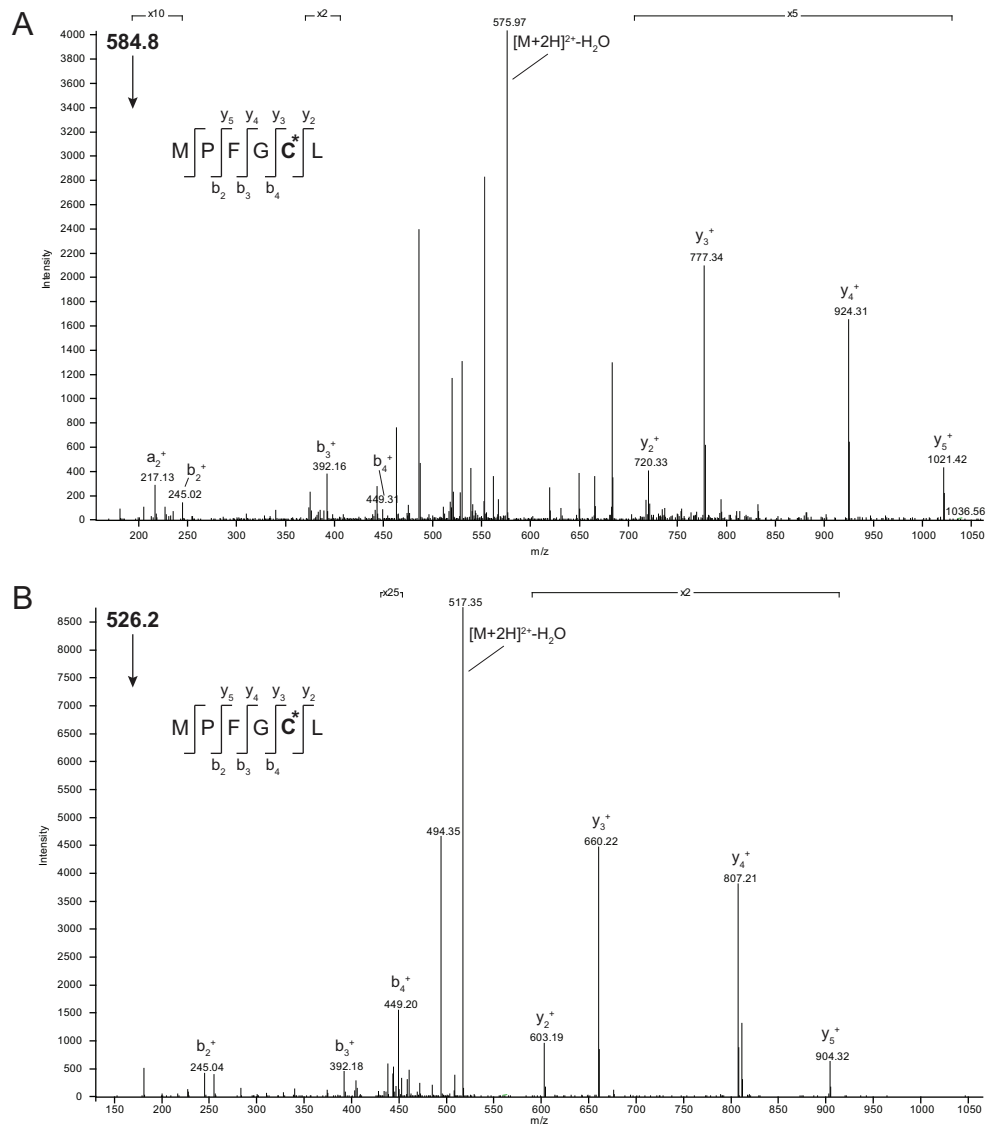 A
x10
x2
x5
584.8
575.97
[M+2H]²⁺-H₂O
y₅ y₄ y₃ y₂
M P F G C* L
b₂ b₃ b₄
Intensity
4000
3800
3600
3400
3200
3000
2800
2600
2400
2200
2000
1800
1600
1400
1200
1000
800
600
400
200
0
a₂⁺
217.13
b₂⁺
245.02
b₃⁺
392.16
b₄⁺
449.31
y₂⁺
720.33
y₃⁺
777.34
y₄⁺
924.31
y₅⁺
1021.42
1036.56
200 250 300 350 400 450 500 550 600 650 700 750 800 850 900 950 1000 1050
m/z
B
x25
x2
526.2
517.35
[M+2H]²⁺-H₂O
y₅ y₄ y₃ y₂
M P F G C* L
b₂ b₃ b₄
Intensity
8500
8000
7500
7000
6500
6000
5500
5000
4500
4000
3500
3000
2500
2000
1500
1000
500
0
494.35
b₂⁺
245.04
b₃⁺
392.18
b₄⁺
449.20
y₂⁺
603.19
y₃⁺
660.22
y₄⁺
807.21
y₅⁺
904.32
150 200 250 300 350 400 450 500 550 600 650 700 750 800 850 900 950 1000 1050
m/z